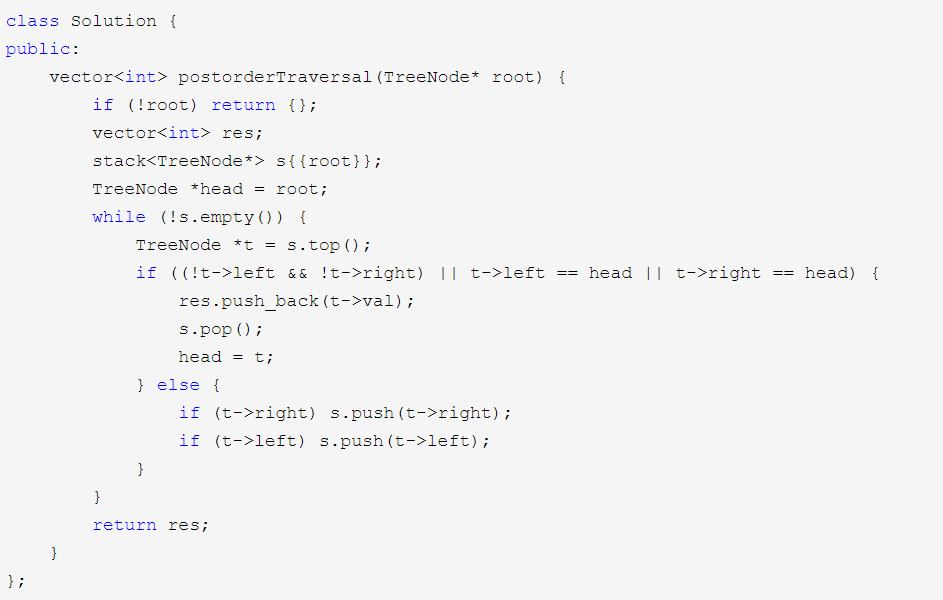 class Solution {
public:
    vector<int> postorderTraversal(TreeNode* root) {
        if (!root) return {};
        vector<int> res;
        stack<TreeNode*> s{{root}};
        TreeNode *head = root;
        while (!s.empty()) {
            TreeNode *t = s.top();
            if ((!t->left && !t->right) || t->left == head || t->right == head) {
                res.push_back(t->val);
                s.pop();
                head = t;
            } else {
                if (t->right) s.push(t->right);
                if (t->left) s.push(t->left);
            }
        }
        return res;
    }
};